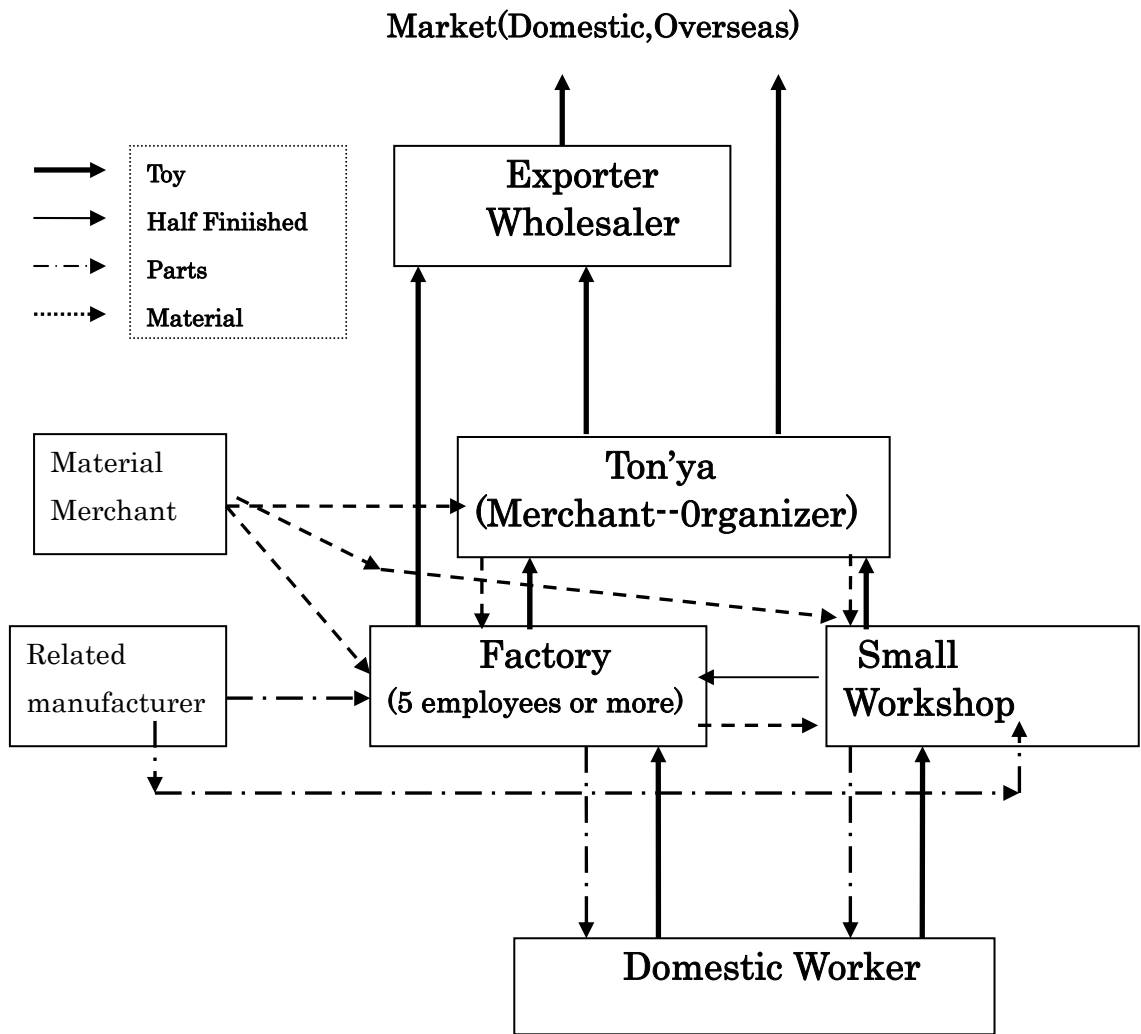 Market(Domestic,Overseas)
Exporter
Wholesaler
Toy
Half Finiished
Parts
Material
Material
Merchant
Ton'ya
(Merchant--0rganizer)
Related
manufacturer
Factory
(5 employees or more)
Small
Workshop
Domestic Worker